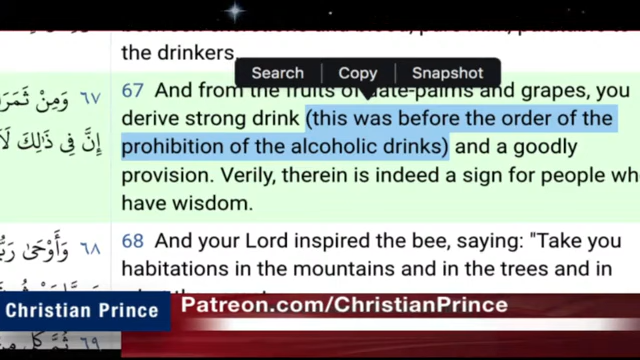 the drinkers.
Search Copy Snapshot
67 And from the fruits of date-palms and grapes, you
derive strong drink (this was before the order of the
prohibition of the alcoholic drinks) and a goodly
provision. Verily, therein is indeed a sign for people who
have wisdom.
68 And your Lord inspired the bee, saying: "Take you
habitations in the mountains and in the trees and in
٦٧ وَمِنْ
إِنَّ فِي ذَٰلِكَ
٦٨ وَأَوْحَىٰ
٦٩ ثُمَّ كُلِي
Christian Prince
Patreon.com/ChristianPrince